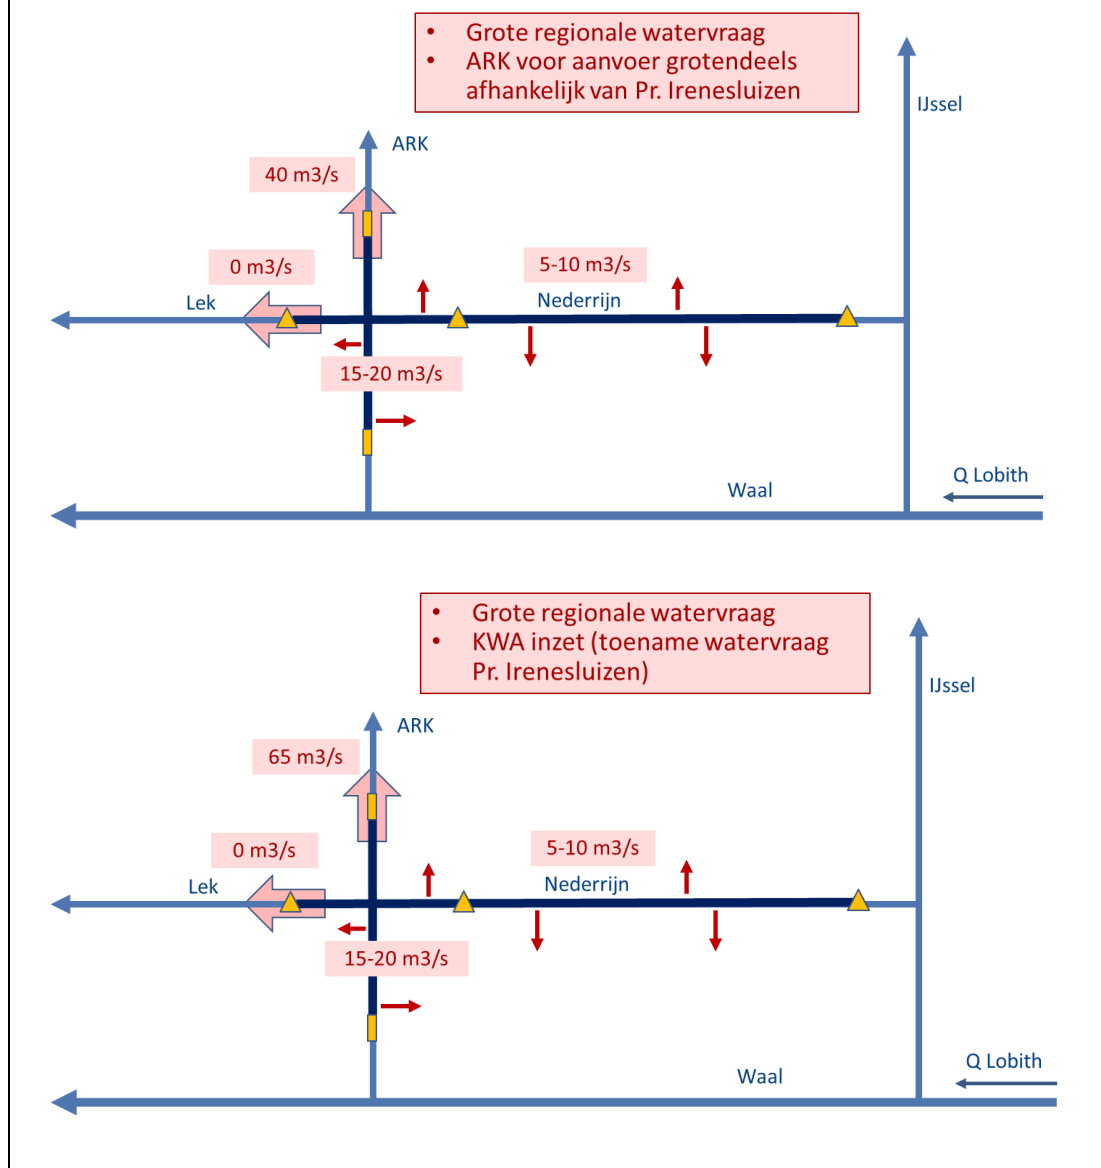 • Grote regionale watervraag
• ARK voor aanvoer grotendeels
afhankelijk van Pr. Irenesluizen
IJssel
ARK
40 m3/s
0 m3/s
5-10 m3/s
Lek
Nederrijn
15-20 m3/s
Q Lobith
Waal
• Grote regionale watervraag
• KWA inzet (toename watervraag
Pr. Irenesluizen)
IJssel
ARK
65 m3/s
0 m3/s
5-10 m3/s
Lek
Nederrijn
15-20 m3/s
Q Lobith
Waal